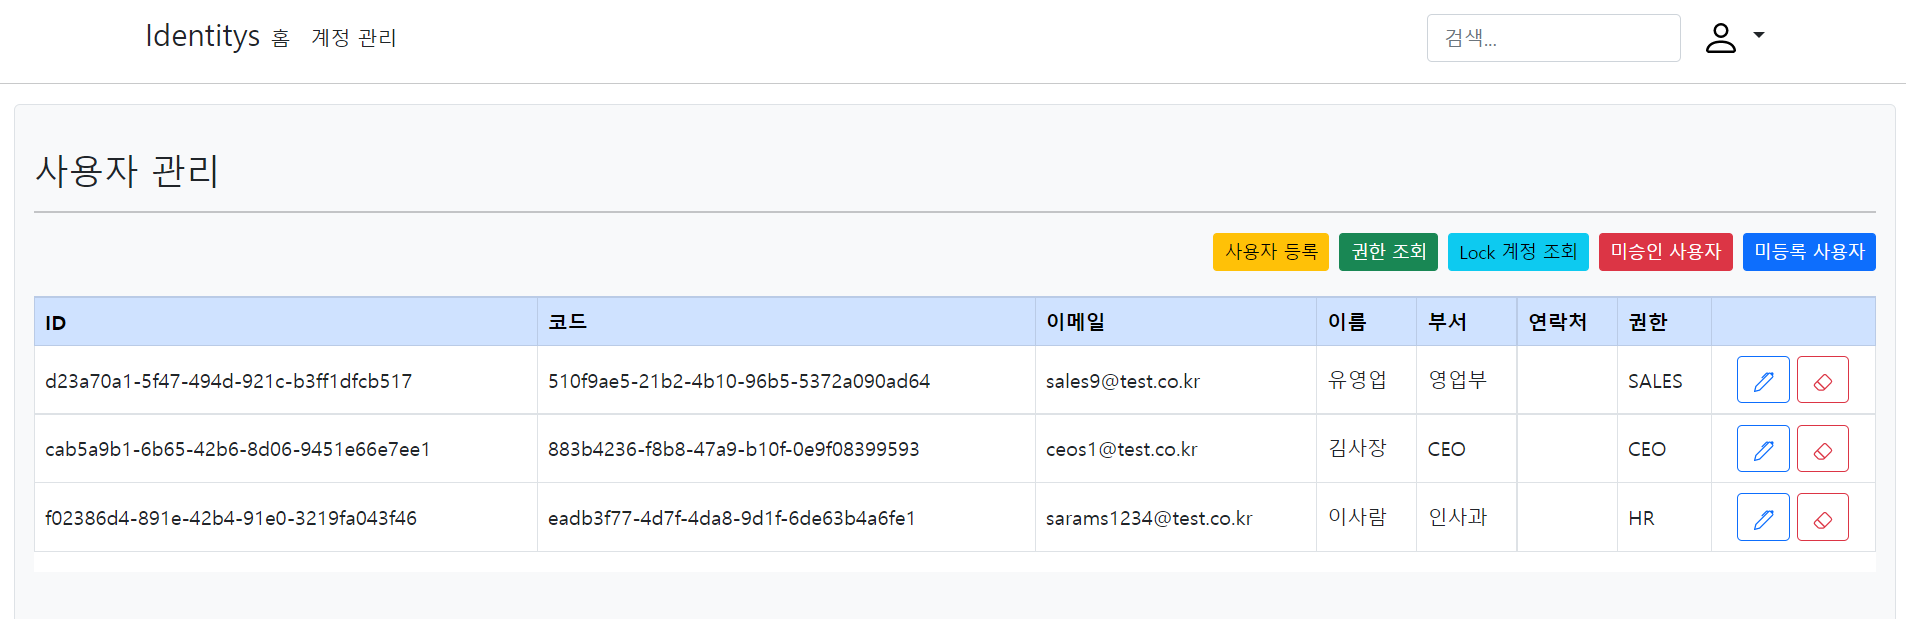 Identitys 홈 계정 관리 검색...
사용자 관리
사용자 등록 권한 조회 Lock 계정 조회 미승인 사용자 미등록 사용자
ID 코드 이메일 이름 부서 연락처 권한
d23a70a1-5f47-494d-921c-b3ff1dfcb517 510f9ae5-21b2-4b10-96b5-5372a090ad64 sales9@test.co.kr 유영업 영업부 SALES
cab5a9b1-6b65-42b6-8d06-9451e66e7ee1 883b4236-f8b8-47a9-b10f-0e9f08399593 ceos1@test.co.kr 김사장 CEO CEO
f02386d4-891e-42b4-91e0-3219fa043f46 eadb3f77-4d7f-4da8-9d1f-6de63b4a6fe1 sarams1234@test.co.kr 이사람 인사과 HR